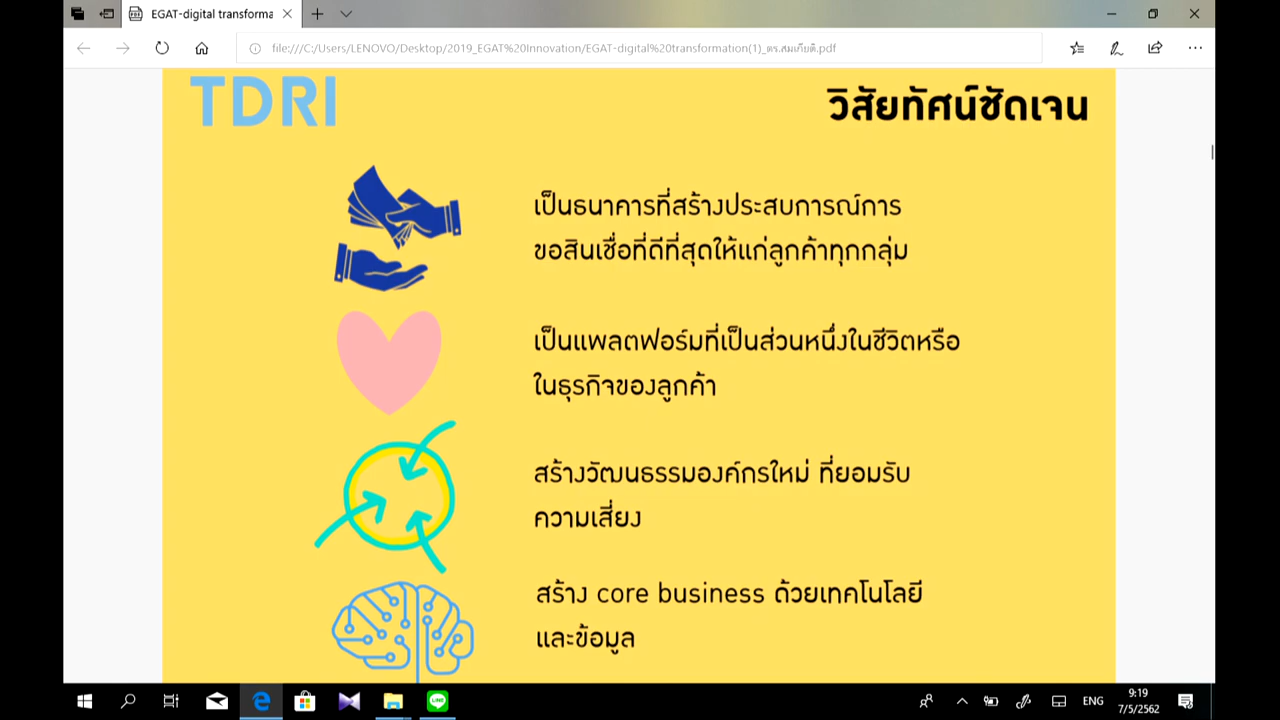 EGAT-digital transforma
file:///C:/Users/LENOVO/Desktop/2019_EGAT%20Innovation/EGAT-digital%20transformation(1)_ดร.สมเกียติ.pdf
TDRI
วิสัยทัศน์ชัดเจน
เป็นธนาคารที่สร้างประสบการณ์การ
ขอสินเชื่อที่ดีที่สุดให้แก่ลูกค้าทุกกลุ่ม
เป็นแพลตฟอร์มที่เป็นส่วนหนึ่งในชีวิตหรือ
ในธุรกิจของลูกค้า
สร้างวัฒนธรรมองค์กรใหม่ ที่ยอมรับ
ความเสี่ยง
สร้าง core business ด้วยเทคโนโลยี
และข้อมูล
LINE
ENG
9:19
7/5/2562